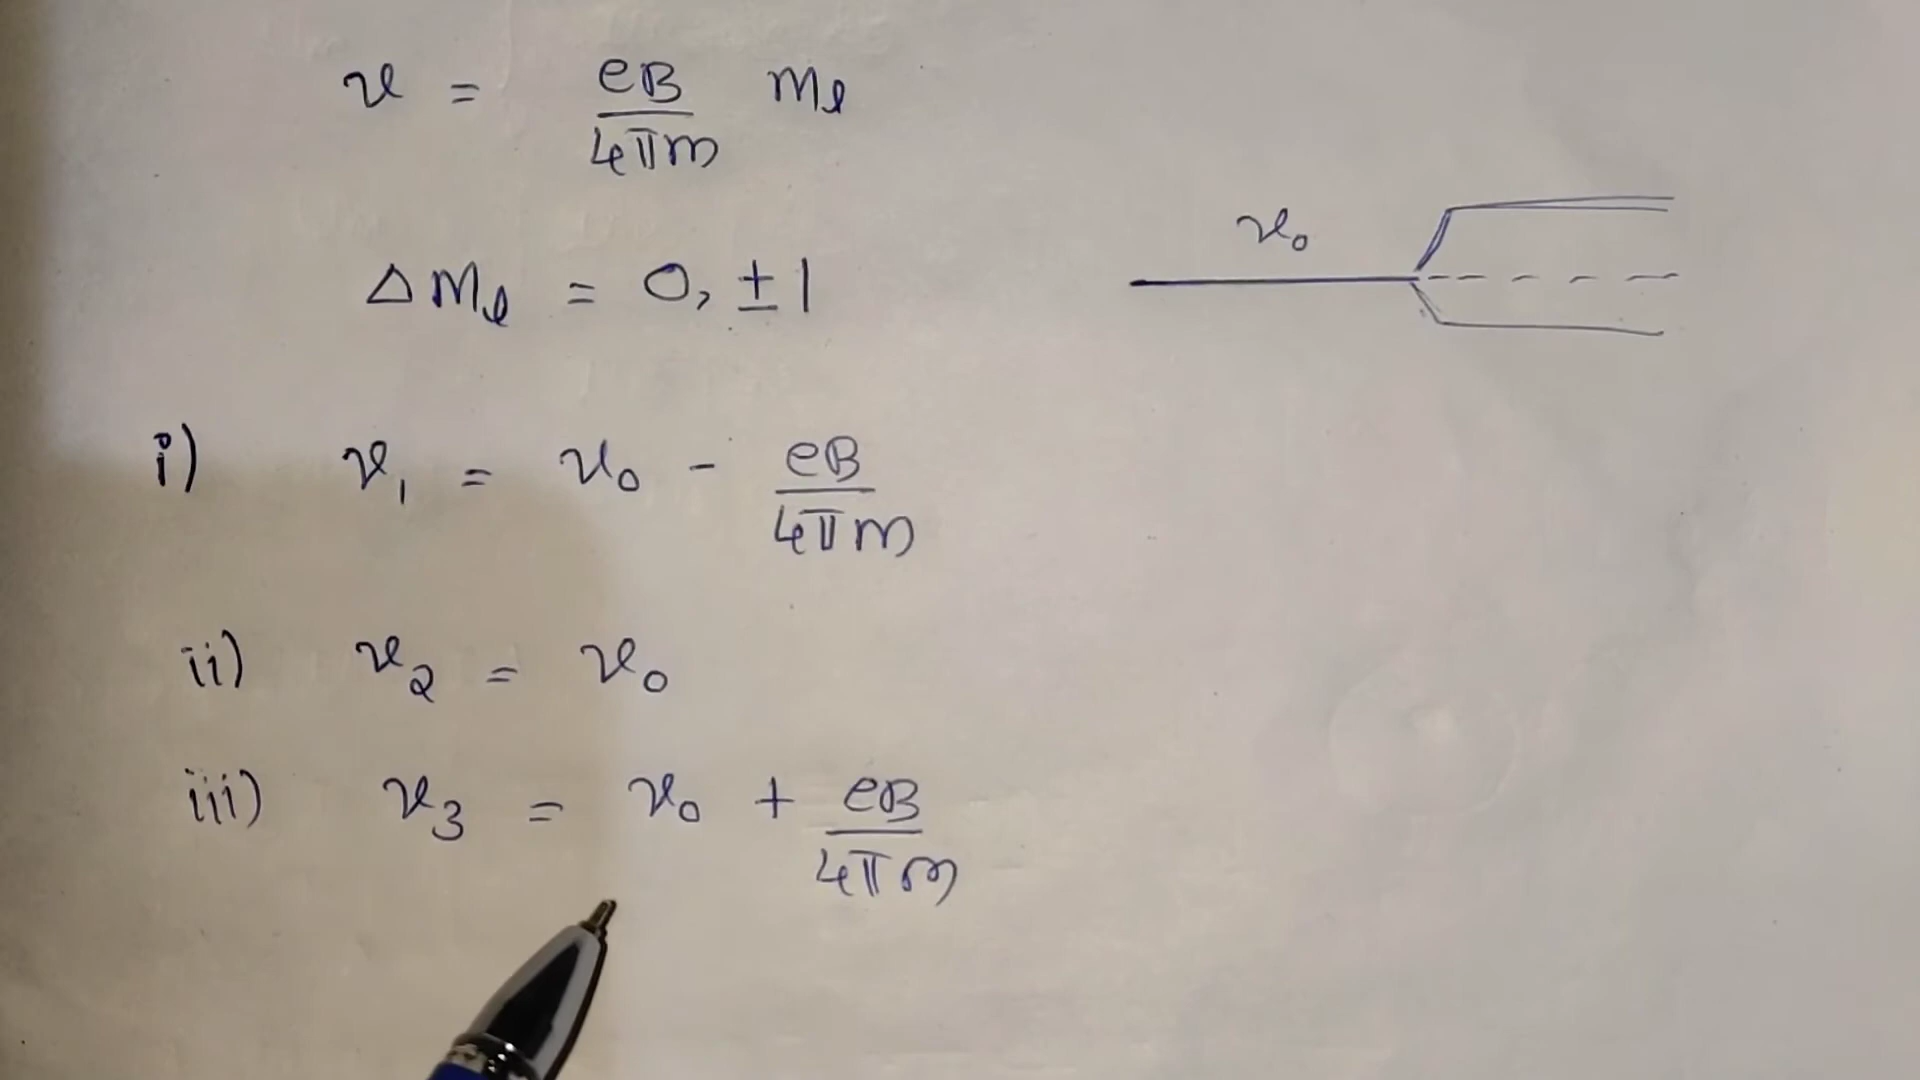 ν = eB/4πm mℓ
ν₀
Δmℓ = 0, ±1
i) ν₁ = ν₀ - eB/4πm
ii) ν₂ = ν₀
iii) ν₃ = ν₀ + eB/4πm